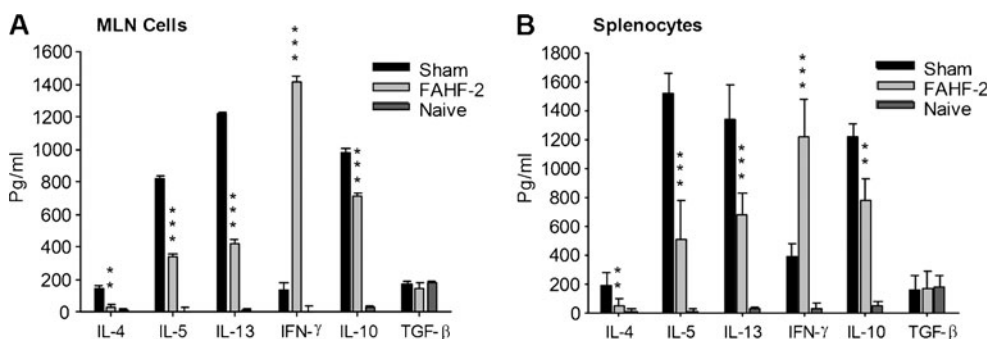 A MLN Cells
1600
1400
1200
1000
800
600
400
200
0
Pg/ml
Sham
FAHF-2
Naive
* *
* * *
* * *
* * *
* * *
IL-4 IL-5 IL-13 IFN-γ IL-10 TGF-β
B Splenocytes
1800
1600
1400
1200
1000
800
600
400
200
0
Pg/ml
Sham
FAHF-2
Naive
* *
* * *
* * *
* * *
* *
IL-4 IL-5 IL-13 IFN-γ IL-10 TGF-β